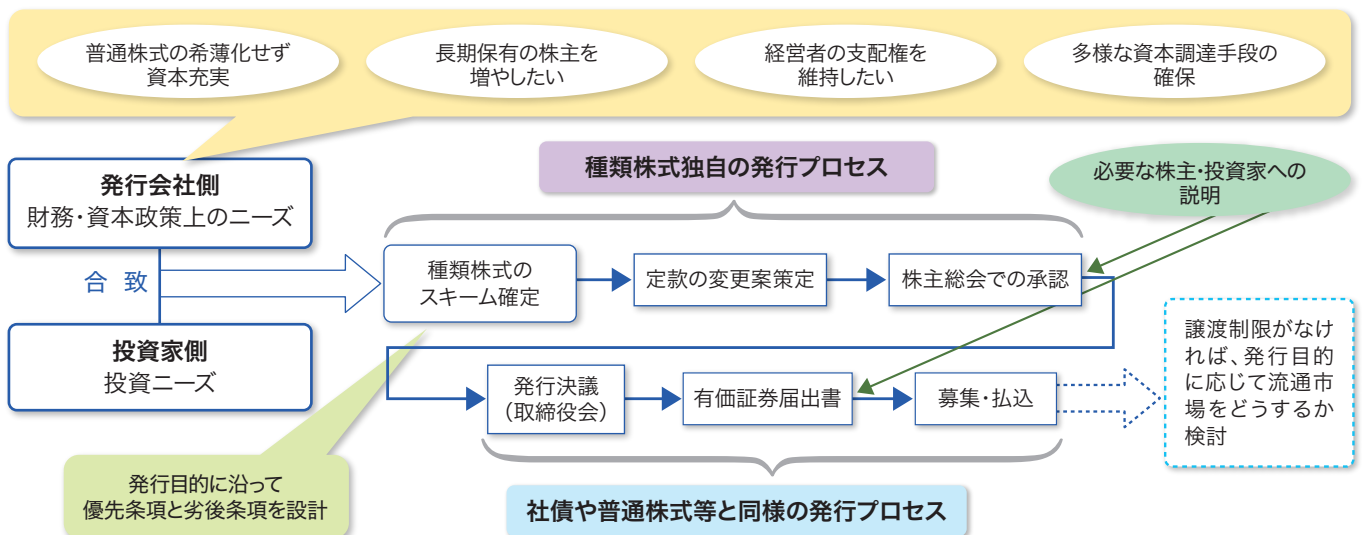 普通株式の希薄化せず
資本充実
長期保有の株主を
増やしたい
経営者の支配権を
維持したい
多様な資本調達手段の
確保
発行会社側
財務・資本政策上のニーズ
合 致
投資家側
投資ニーズ
種類株式独自の発行プロセス
必要な株主・投資家への
説明
種類株式の
スキーム確定
定款の変更案策定
株主総会での承認
発行決議
（取締役会）
有価証券届出書
募集・払込
譲渡制限がなけ
れば、発行目的
に応じて流通市
場をどうするか
検討
発行目的に沿って
優先条項と劣後条項を設計
社債や普通株式等と同様の発行プロセス